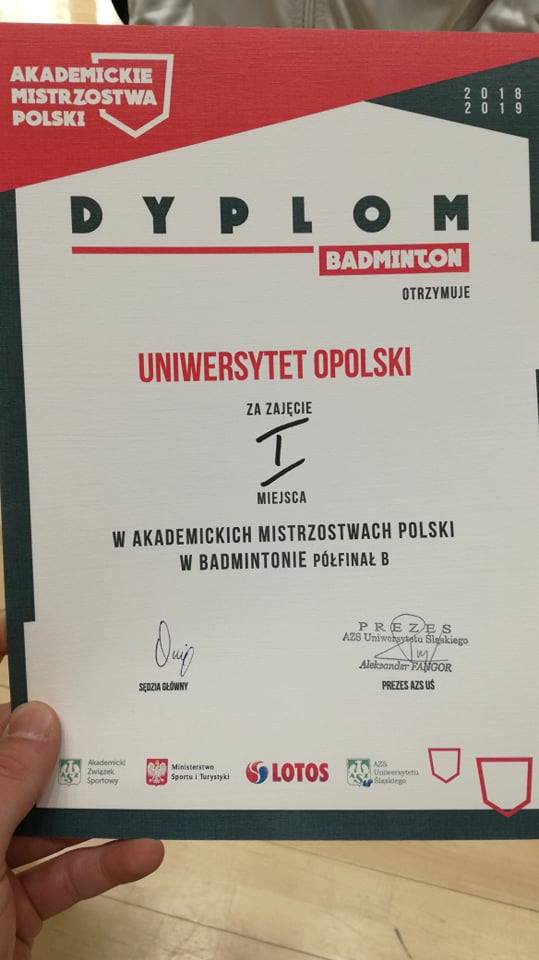 AKADEMICKIE
MISTRZOSTWA
POLSKI
2018
2019
DYPLOM
BADMINTON
OTRZYMUJE
UNIWERSYTET OPOLSKI
ZA ZAJĘCIE
I
MIEJSCA
W AKADEMICKICH MISTRZOSTWACH POLSKI
W BADMINTONIE PÓŁFINAŁ B
SĘDZIA GŁÓWNY
PREZES
AZS Uniwersytetu Śląskiego
Aleksander FANGOR
PREZES AZS UŚ
AZS
Akademicki
Związek
Sportowy
Ministerstwo
Sportu i Turystyki
LOTOS
AZS
AZS
Uniwersytetu
Śląskiego